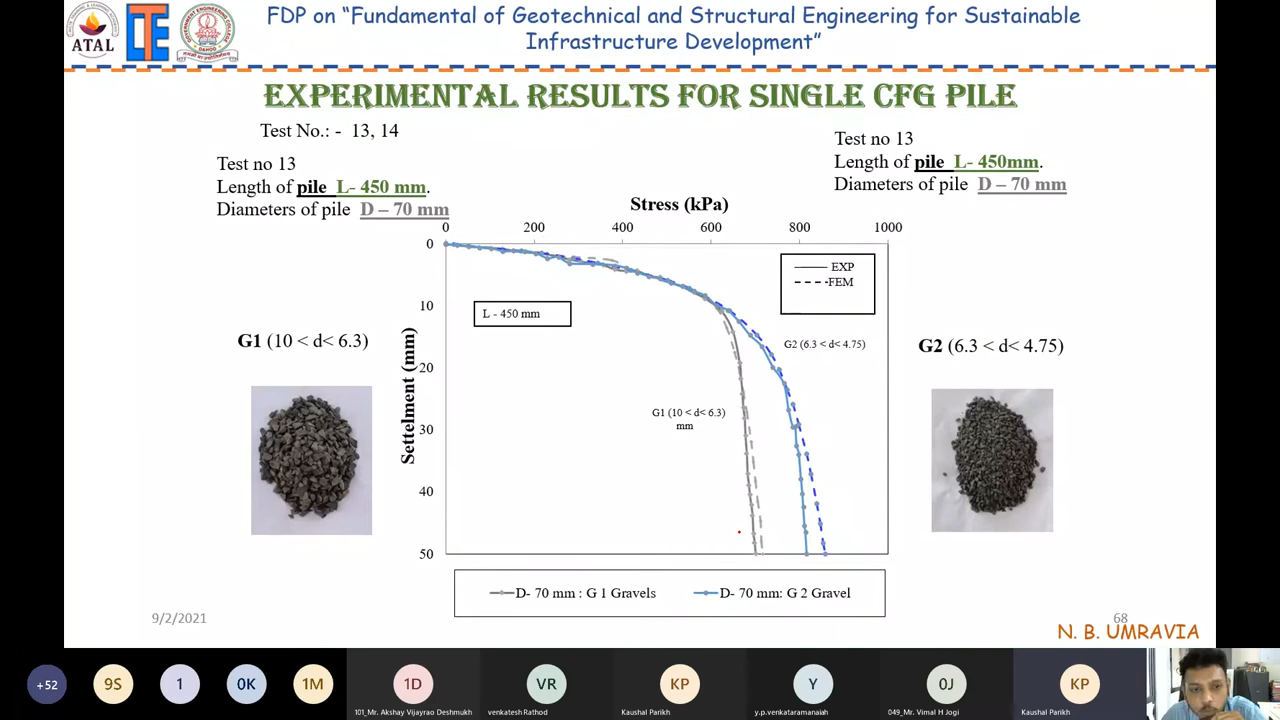 FDP on “Fundamental of Geotechnical and Structural Engineering for Sustainable
Infrastructure Development”
ATAL
EXPERIMENTAL RESULTS FOR SINGLE CFG PILE
Test No.: - 13, 14
Test no 13
Length of pile L- 450 mm.
Diameters of pile D – 70 mm
Test no 13
Length of pile L- 450mm.
Diameters of pile D – 70 mm
Stress (kPa)
0 200 400 600 800 1000
0
10
20
30
40
50
Settelment (mm)
EXP
FEM
L - 450 mm
G2 (6.3 < d< 4.75)
G1 (10 < d< 6.3)
mm
G1 (10 < d< 6.3)
G2 (6.3 < d< 4.75)
D- 70 mm : G 1 Gravels D- 70 mm: G 2 Gravel
9/2/2021
68
N. B. UMRAVIA
+52 9S 1 0K 1M 1D VR KP Y 0J KP
101_Mr. Akshay Vijayrao Deshmukh venkatesh Rathod Kaushal Parikh y.p.venkataramanaiah 049_Mr. Vimal H Jogi Kaushal Parikh